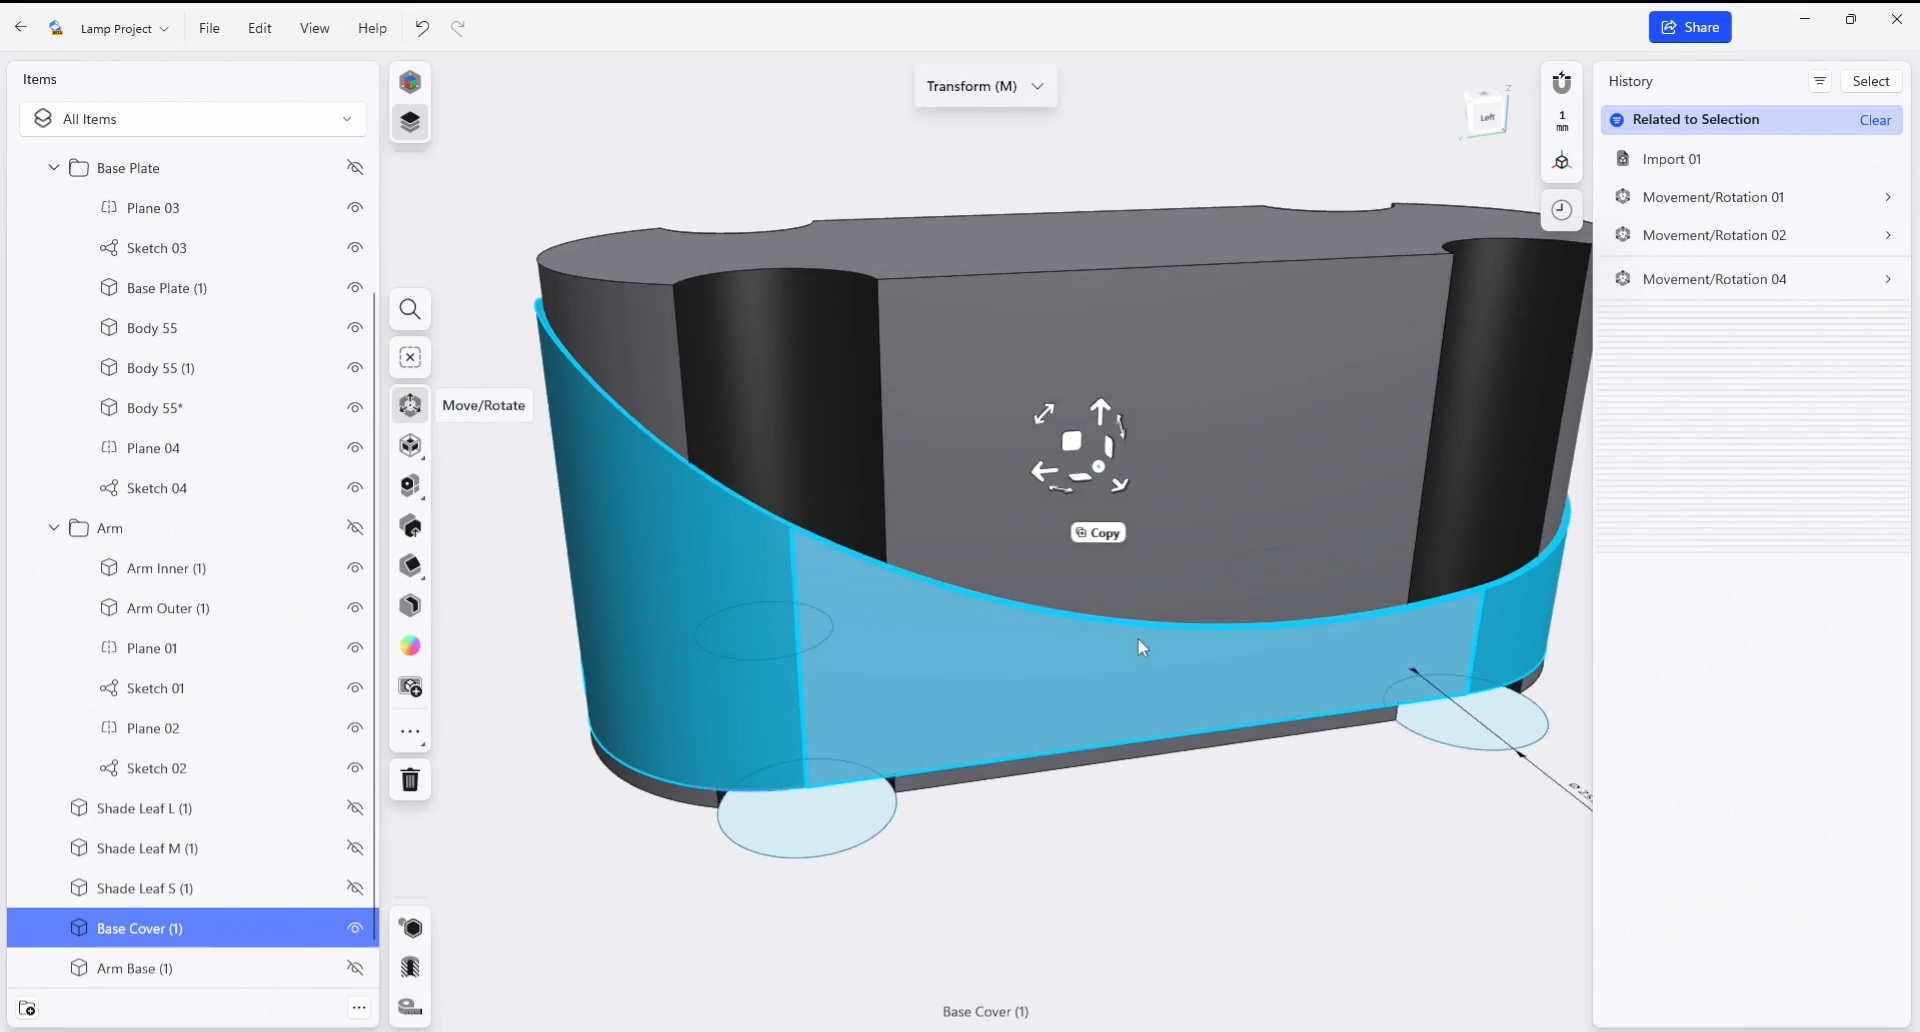 Lamp Project
File
Edit
View
Help
Share
Items
All Items
Base Plate
Plane 03
Sketch 03
Base Plate (1)
Body 55
Body 55 (1)
Body 55*
Plane 04
Sketch 04
Arm
Arm Inner (1)
Arm Outer (1)
Plane 01
Sketch 01
Plane 02
Sketch 02
Shade Leaf L (1)
Shade Leaf M (1)
Shade Leaf S (1)
Base Cover (1)
Arm Base (1)
Move/Rotate
Transform (M)
Copy
Base Cover (1)
Left
Z
Y
1
mm
History
Select
Related to Selection
Clear
Import 01
Movement/Rotation 01
Movement/Rotation 02
Movement/Rotation 04